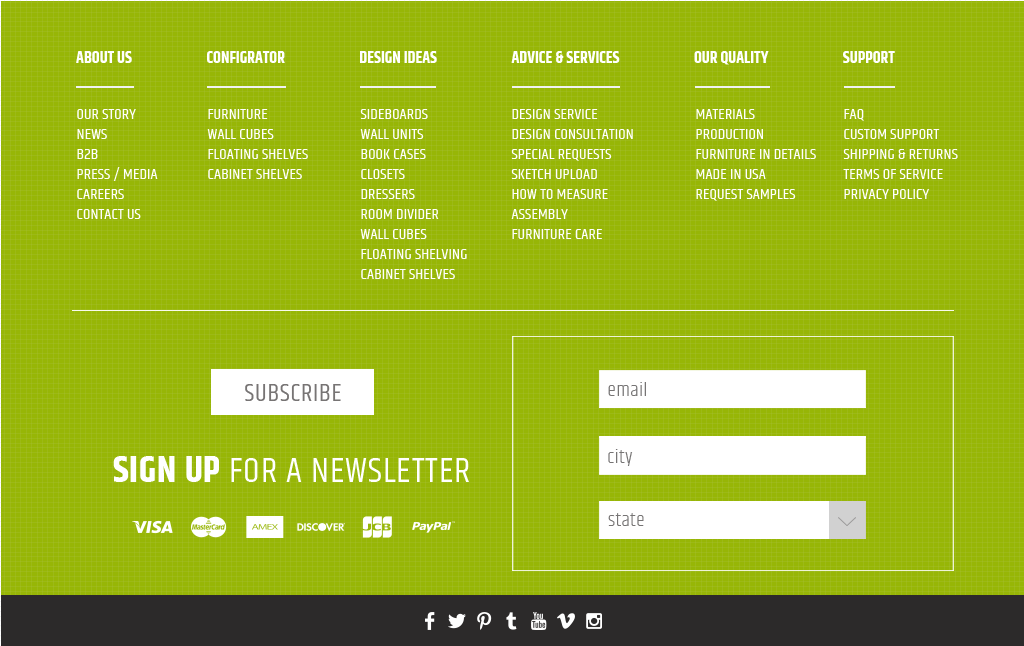 ABOUT US
OUR STORY
NEWS
B2B
PRESS / MEDIA
CAREERS
CONTACT US
CONFIGRATOR
FURNITURE
WALL CUBES
FLOATING SHELVES
CABINET SHELVES
DESIGN IDEAS
SIDEBOARDS
WALL UNITS
BOOK CASES
CLOSETS
DRESSERS
ROOM DIVIDER
WALL CUBES
FLOATING SHELVING
CABINET SHELVES
ADVICE & SERVICES
DESIGN SERVICE
DESIGN CONSULTATION
SPECIAL REQUESTS
SKETCH UPLOAD
HOW TO MEASURE
ASSEMBLY
FURNITURE CARE
OUR QUALITY
MATERIALS
PRODUCTION
FURNITURE IN DETAILS
MADE IN USA
REQUEST SAMPLES
SUPPORT
FAQ
CUSTOM SUPPORT
SHIPPING & RETURNS
TERMS OF SERVICE
PRIVACY POLICY
SUBSCRIBE
SIGN UP FOR A NEWSLETTER
VISA MasterCard AMEX DISCOVER JCB PayPal
email
city
state
You Tube